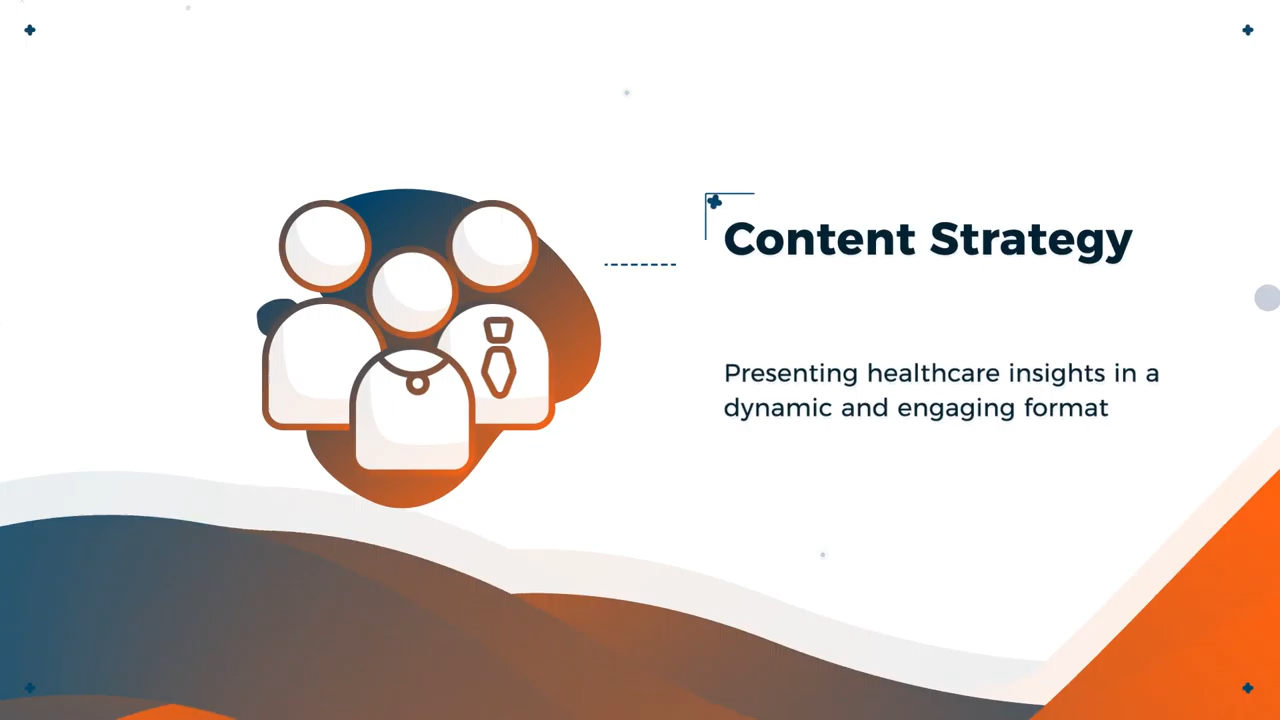 Content Strategy
Presenting healthcare insights in a
dynamic and engaging format